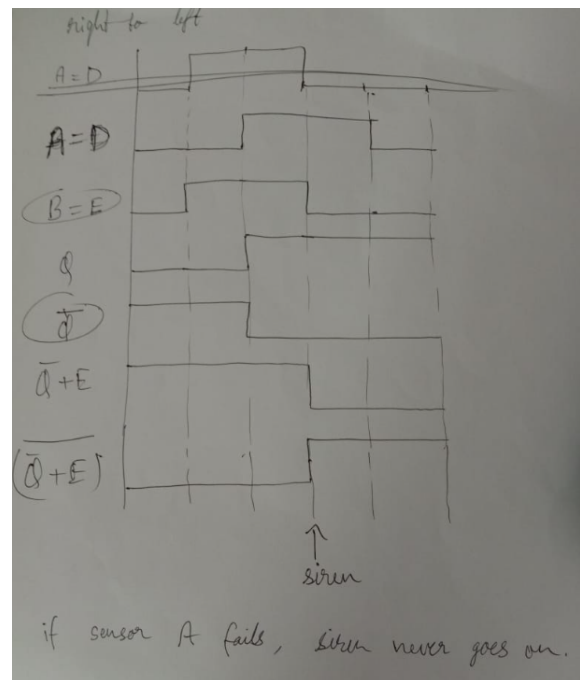 right to left
A = D
A = D
B = E
Q
Q̅
Q̅ + E
(Q̅ + E)̅
siren
if sensor A fails, siren never goes on.